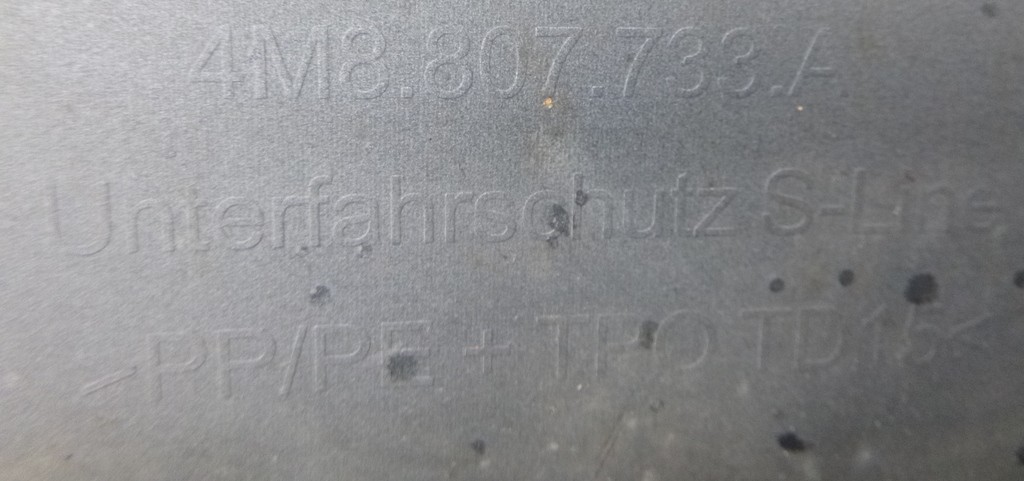 4M8.807.733.A
Unterfahrschutz S-Line
<PP/PE + TPO TD15<